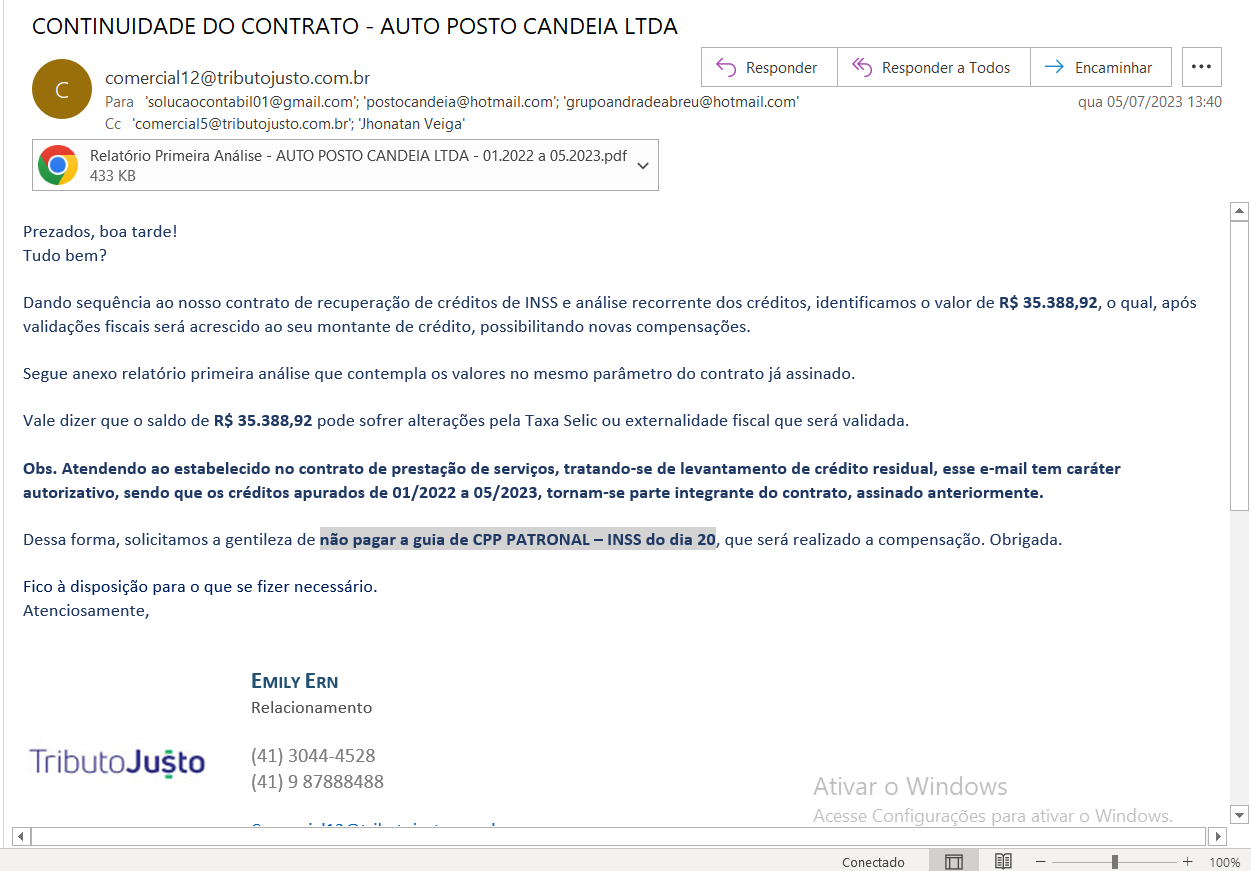 CONTINUIDADE DO CONTRATO - AUTO POSTO CANDEIA LTDA
C
comercial12@tributojusto.com.br
Responder
Responder a Todos
Encaminhar
Para 'solucaocontabil01@gmail.com'; 'postocandeia@hotmail.com'; 'grupoandradeabreu@hotmail.com'
qua 05/07/2023 13:40
Cc 'comercial5@tributojusto.com.br'; 'Jhonatan Veiga'
Relatório Primeira Análise - AUTO POSTO CANDEIA LTDA - 01.2022 a 05.2023.pdf
433 KB
Prezados, boa tarde!
Tudo bem?
Dando sequência ao nosso contrato de recuperação de créditos de INSS e análise recorrente dos créditos, identificamos o valor de R$ 35.388,92, o qual, após
validações fiscais será acrescido ao seu montante de crédito, possibilitando novas compensações.
Segue anexo relatório primeira análise que contempla os valores no mesmo parâmetro do contrato já assinado.
Vale dizer que o saldo de R$ 35.388,92 pode sofrer alterações pela Taxa Selic ou externalidade fiscal que será validada.
Obs. Atendendo ao estabelecido no contrato de prestação de serviços, tratando-se de levantamento de crédito residual, esse e-mail tem caráter
autorizativo, sendo que os créditos apurados de 01/2022 a 05/2023, tornam-se parte integrante do contrato, assinado anteriormente.
Dessa forma, solicitamos a gentileza de não pagar a guia de CPP PATRONAL – INSS do dia 20, que será realizado a compensação. Obrigada.
Fico à disposição para o que se fizer necessário.
Atenciosamente,
EMILY ERN
Relacionamento
TributoJusto
(41) 3044-4528
(41) 9 87888488
Ativar o Windows
Acesse Configurações para ativar o Windows.
Conectado
100%